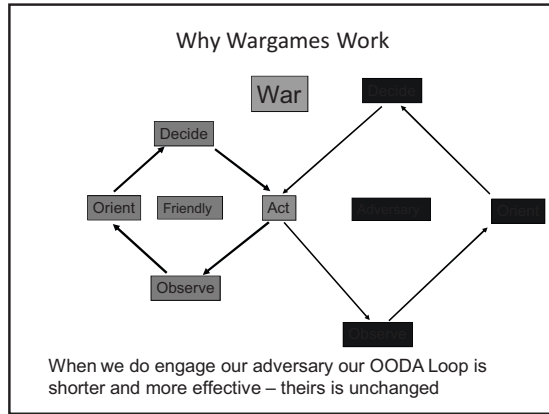 Why Wargames Work
War
Decide
Decide
Orient
Friendly
Act
Adversary
Orient
Observe
Observe
When we do engage our adversary our OODA Loop is
shorter and more effective – theirs is unchanged